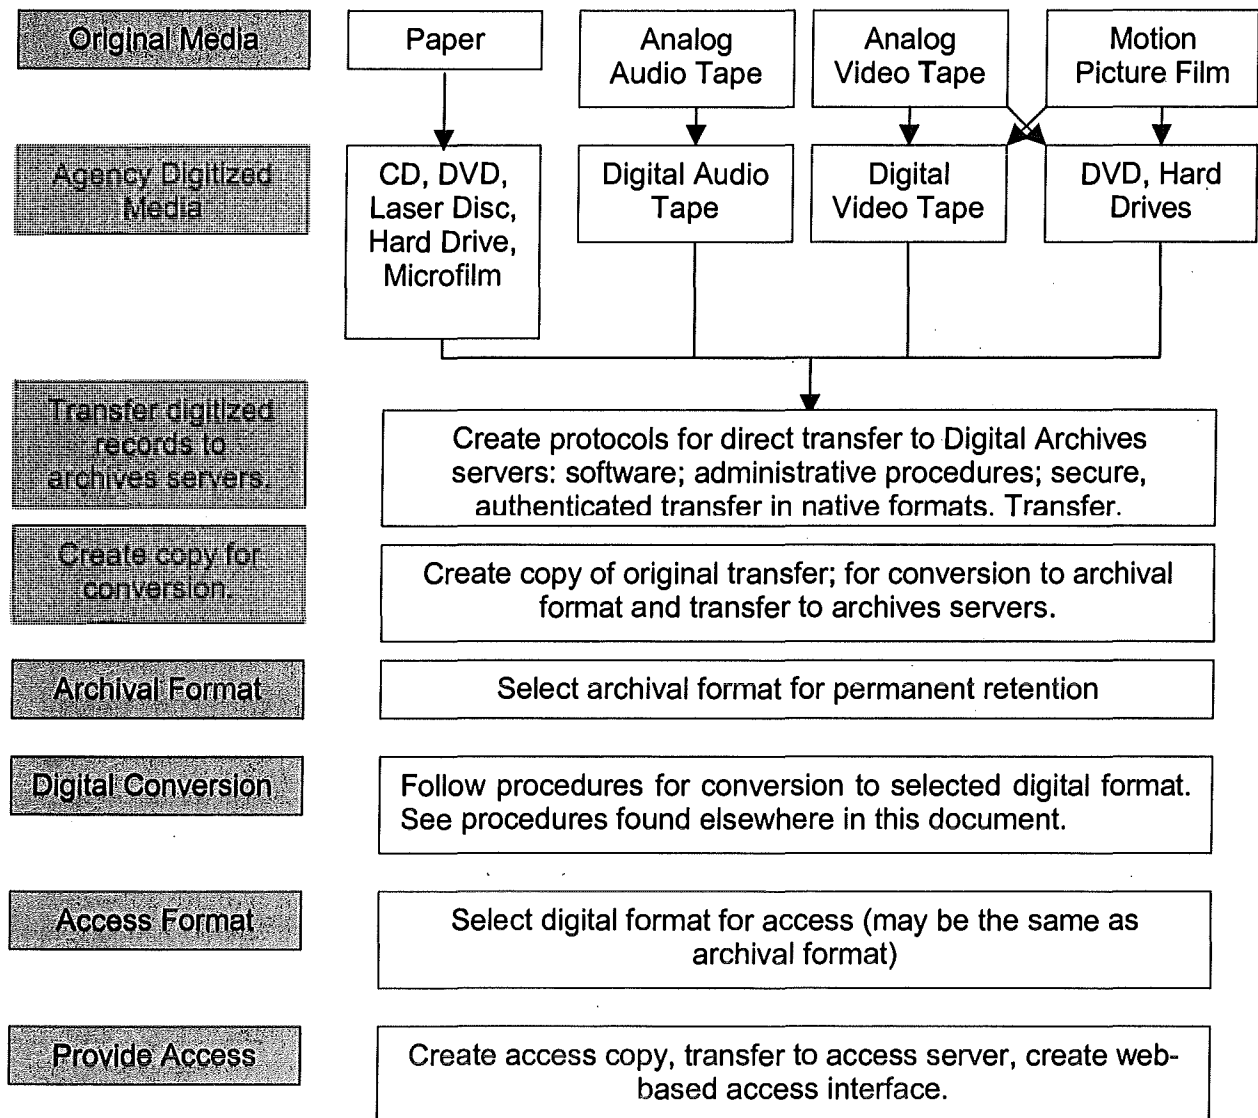 Original Media
Paper
Analog
Audio Tape
Analog
Video Tape
Motion
Picture Film
Agency Digitized
Media
CD, DVD,
Laser Disc,
Hard Drive,
Microfilm
Digital Audio
Tape
Digital
Video Tape
DVD, Hard
Drives
Transfer digitized
records to
archives servers.
Create protocols for direct transfer to Digital Archives
servers: software; administrative procedures; secure,
authenticated transfer in native formats. Transfer.
Create copy for
conversion.
Create copy of original transfer; for conversion to archival
format and transfer to archives servers.
Archival Format
Select archival format for permanent retention
Digital Conversion
Follow procedures for conversion to selected digital format.
See procedures found elsewhere in this document.
Access Format
Select digital format for access (may be the same as
archival format)
Provide Access
Create access copy, transfer to access server, create web-
based access interface.